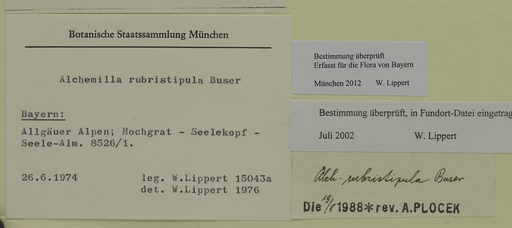 Botanische Staatssammlung München
Alchemilla rubristipula Buser
Bayern:
Allgäuer Alpen; Hochgrat - Seelekopf -
Seele-Alm. 8526/1.
26.6.1974 leg. W.Lippert 15043a
det. W.Lippert 1976
Bestimmung überprüft
Erfasst für die Flora von Bayern
München 2012 W. Lippert
Bestimmung überprüft, in Fundort-Datei eingetrag
Juli 2002 W. Lippert
Alch. rubristipula Buser
Die 1988*rev. A.PLOCEK